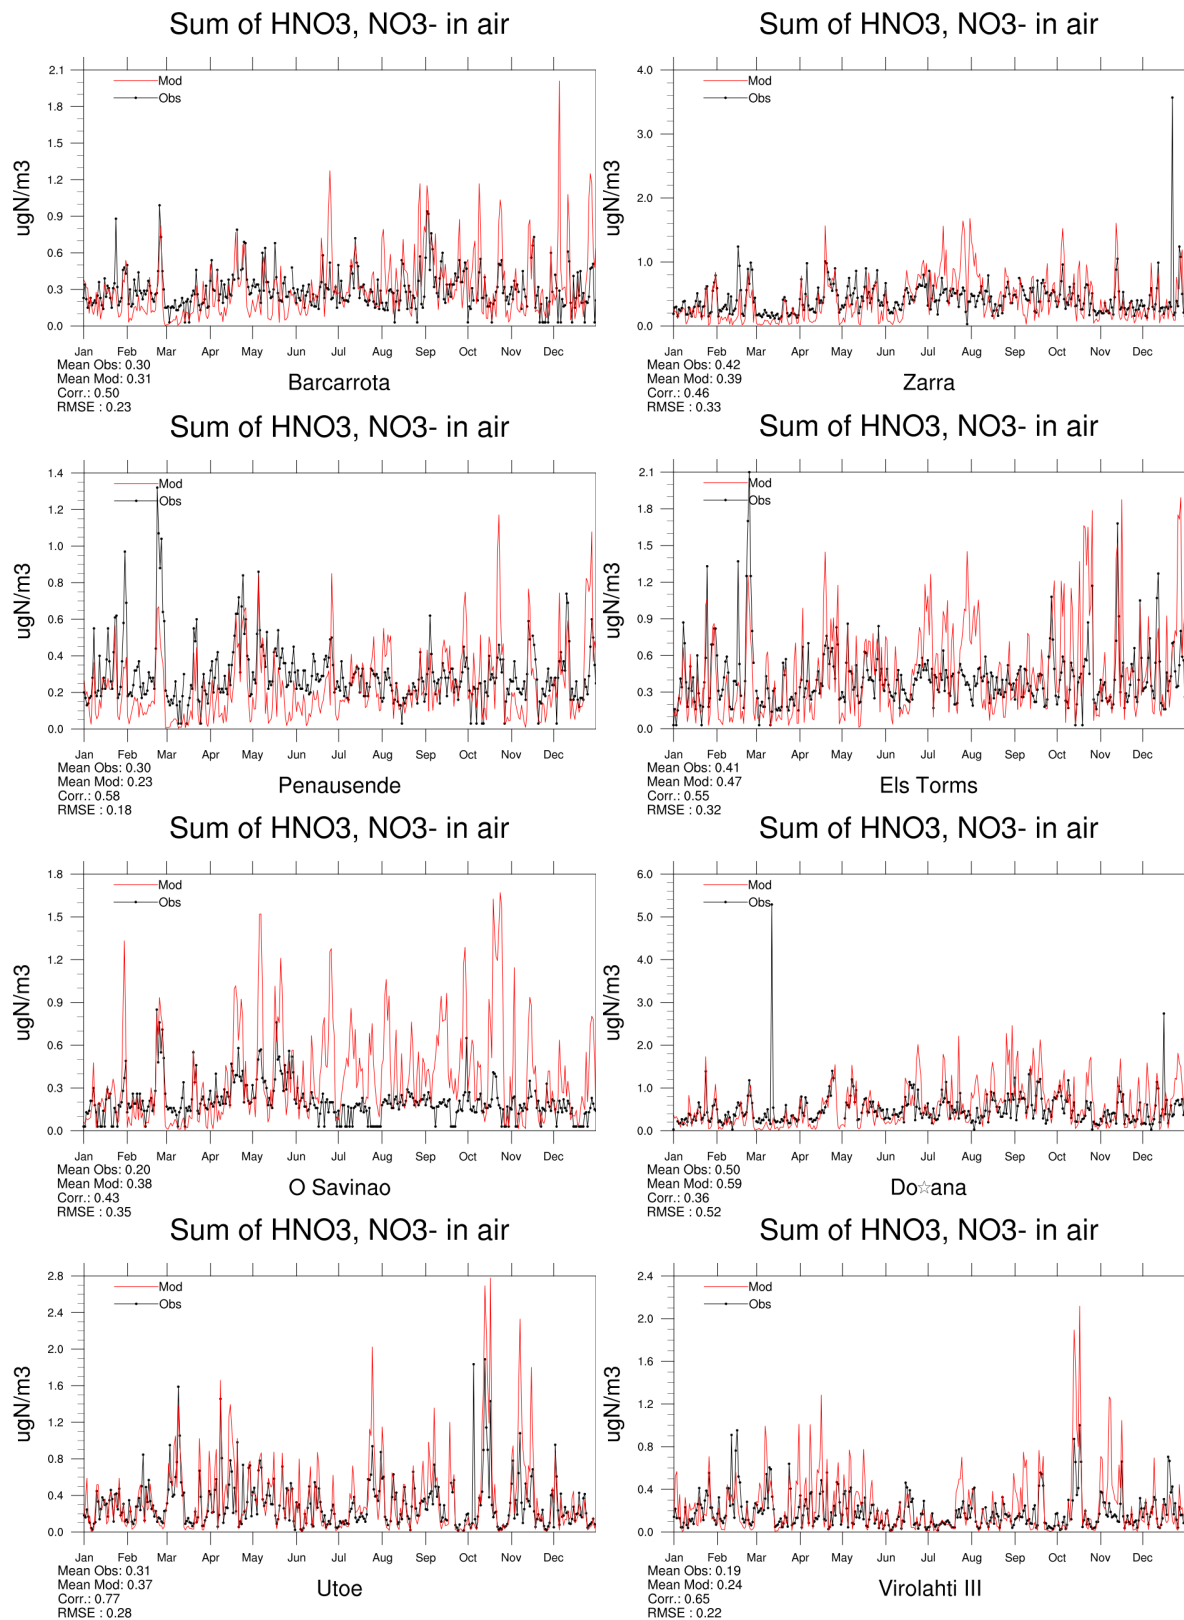 Sum of HNO3, NO3- in air
2.1
1.8
1.5
1.2
0.9
0.6
0.3
0.0
ugN/m3
Mod
Obs
Jan Feb Mar Apr May Jun Jul Aug Sep Oct Nov Dec
Mean Obs: 0.30
Mean Mod: 0.31
Corr.: 0.50
RMSE : 0.23
Barcarrota
Sum of HNO3, NO3- in air
4.0
3.0
2.0
1.0
0.0
ugN/m3
Mod
Obs
Jan Feb Mar Apr May Jun Jul Aug Sep Oct Nov Dec
Mean Obs: 0.42
Mean Mod: 0.39
Corr.: 0.46
RMSE : 0.33
Zarra
Sum of HNO3, NO3- in air
1.4
1.2
1.0
0.8
0.6
0.4
0.2
0.0
ugN/m3
Mod
Obs
Jan Feb Mar Apr May Jun Jul Aug Sep Oct Nov Dec
Mean Obs: 0.30
Mean Mod: 0.23
Corr.: 0.58
RMSE : 0.18
Penausende
Sum of HNO3, NO3- in air
2.1
1.8
1.5
1.2
0.9
0.6
0.3
0.0
ugN/m3
Mod
Obs
Jan Feb Mar Apr May Jun Jul Aug Sep Oct Nov Dec
Mean Obs: 0.41
Mean Mod: 0.47
Corr.: 0.55
RMSE : 0.32
Els Torms
Sum of HNO3, NO3- in air
1.8
1.5
1.2
0.9
0.6
0.3
0.0
ugN/m3
Mod
Obs
Jan Feb Mar Apr May Jun Jul Aug Sep Oct Nov Dec
Mean Obs: 0.20
Mean Mod: 0.38
Corr.: 0.43
RMSE : 0.35
O Savinao
Sum of HNO3, NO3- in air
6.0
5.0
4.0
3.0
2.0
1.0
0.0
ugN/m3
Mod
Obs
Jan Feb Mar Apr May Jun Jul Aug Sep Oct Nov Dec
Mean Obs: 0.50
Mean Mod: 0.59
Corr.: 0.36
RMSE : 0.52
Do☆ana
Sum of HNO3, NO3- in air
2.8
2.4
2.0
1.6
1.2
0.8
0.4
0.0
ugN/m3
Mod
Obs
Jan Feb Mar Apr May Jun Jul Aug Sep Oct Nov Dec
Mean Obs: 0.31
Mean Mod: 0.37
Corr.: 0.77
RMSE : 0.28
Utoe
Sum of HNO3, NO3- in air
2.4
2.0
1.6
1.2
0.8
0.4
0.0
ugN/m3
Mod
Obs
Jan Feb Mar Apr May Jun Jul Aug Sep Oct Nov Dec
Mean Obs: 0.19
Mean Mod: 0.24
Corr.: 0.65
RMSE : 0.22
Virolahti III